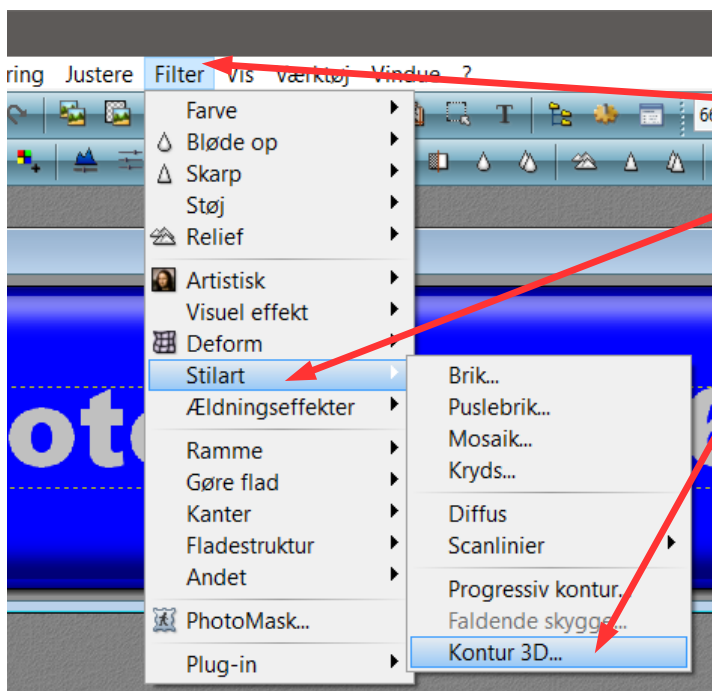 ring Justere Filter Vis Værktøj Vindue ?
T 66
Farve
Bløde op
Skarp
Støj
Relief
Artistisk
Visuel effekt
Deform
Stilart
Ældningseffekter
Ramme
Gøre flad
Kanter
Fladestruktur
Andet
PhotoMask...
Plug-in
Brik...
Puslebrik...
Mosaik...
Kryds...
Diffus
Scanlinier
Progressiv kontur...
Faldende skygge...
Kontur 3D...
oto